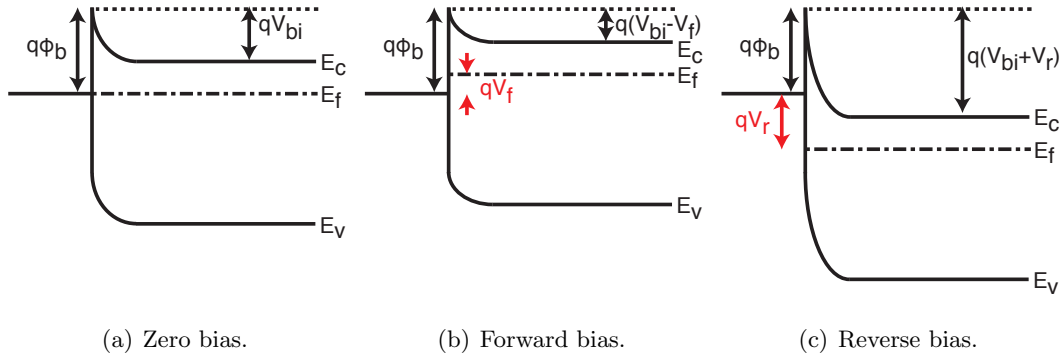 qΦb
qVbi
Ec
Ef
Ev
(a) Zero bias.
qΦb
q(Vbi-Vf)
Ec
Ef
qVf
Ev
(b) Forward bias.
qΦb
q(Vbi+Vr)
qVr
Ec
Ef
Ev
(c) Reverse bias.